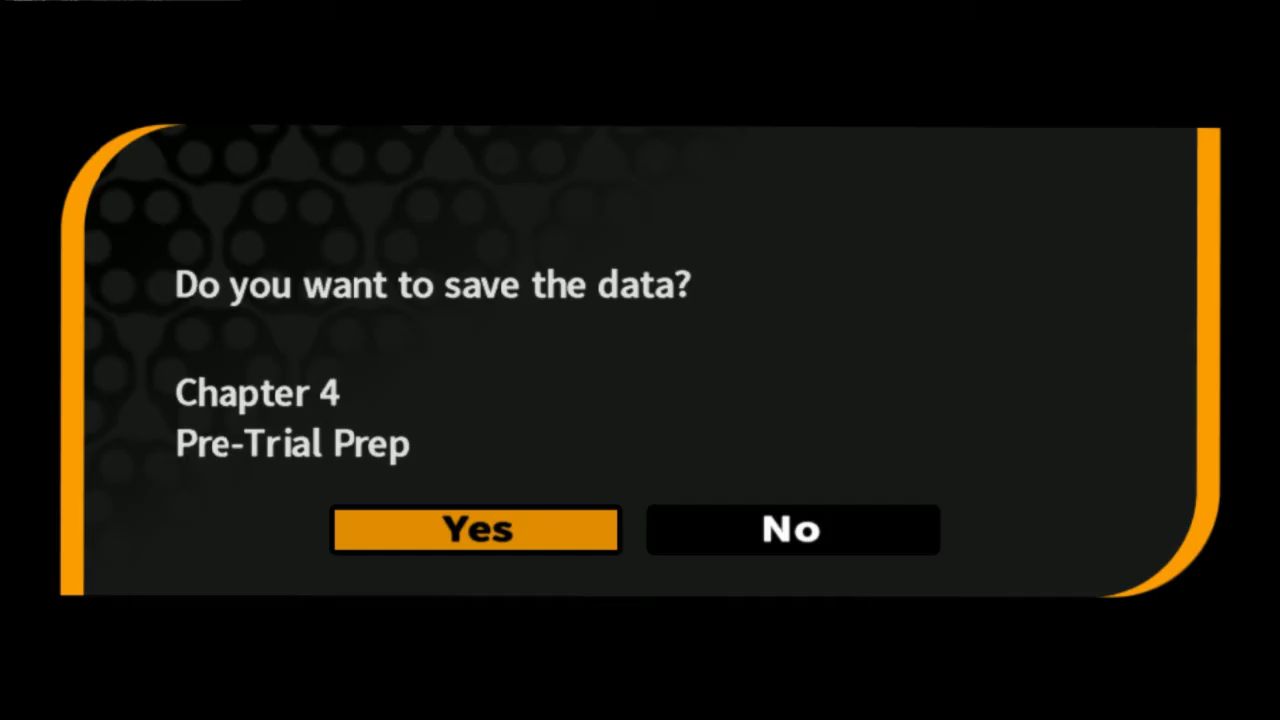 Do you want to save the data?
Chapter 4
Pre-Trial Prep
Yes
No